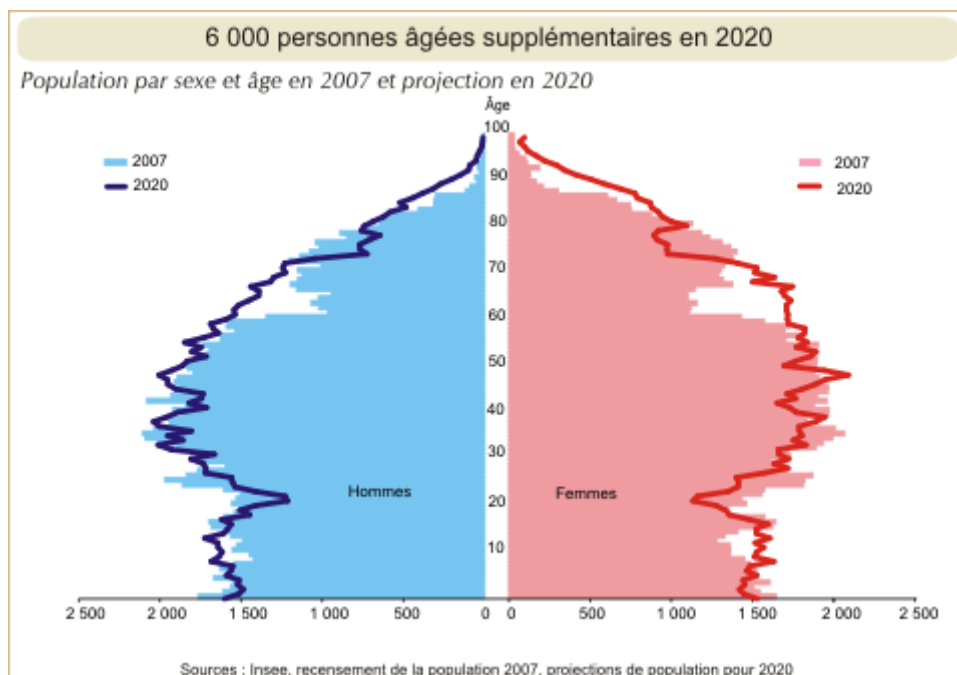 6 000 personnes âgées supplémentaires en 2020
Population par sexe et âge en 2007 et projection en 2020
Âge
100
2007
2020
2007
2020
90
80
70
60
50
40
30
Hommes
20
Femmes
10
2 500 2 000 1 500 1 000 500 0 0 500 1 000 1 500 2 000 2 500
Sources : Insee, recensement de la population 2007, projections de population pour 2020